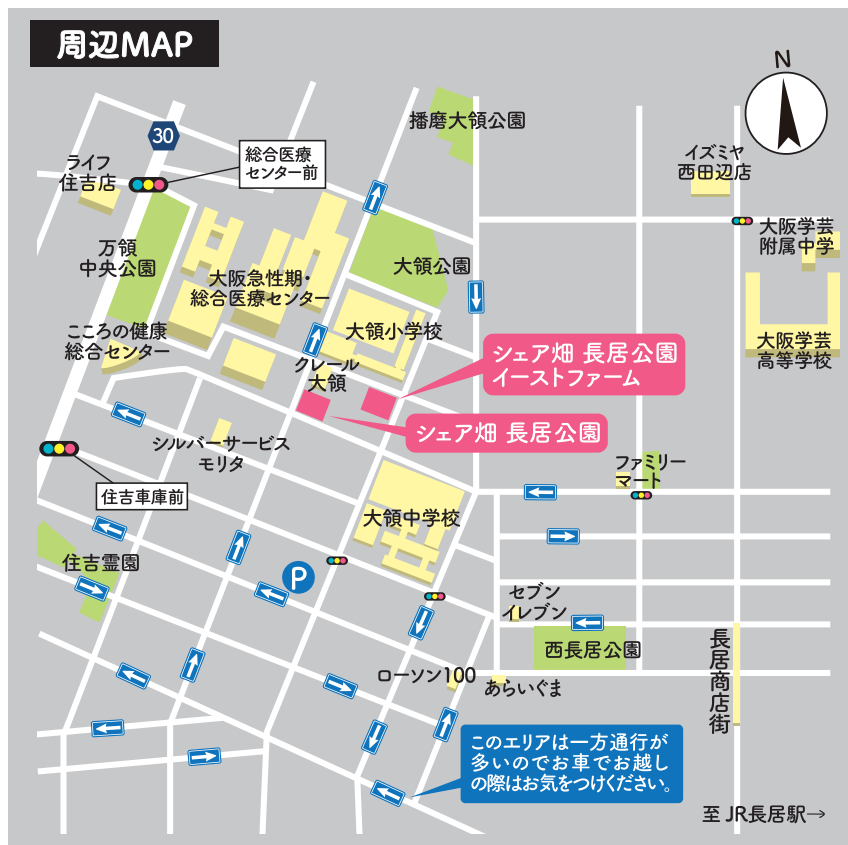 周辺MAP
N
30
総合医療
センター前
ライフ
住吉店
播磨大領公園
イズミヤ
西田辺店
大阪学芸
附属中学
万領
中央公園
大阪急性期・
総合医療センター
大領公園
こころの健康
総合センター
大領小学校
大阪学芸
高等学校
クレール
大領
シェア畑 長居公園
イーストファーム
シェア畑 長居公園
シルバーサービス
モリタ
ファミリー
マート
住吉車庫前
大領中学校
住吉霊園
P
セブン
イレブン
西長居公園
長居商店街
ローソン100
あらいぐま
このエリアは一方通行が
多いのでお車でお越し
の際はお気をつけください。
至 JR長居駅→